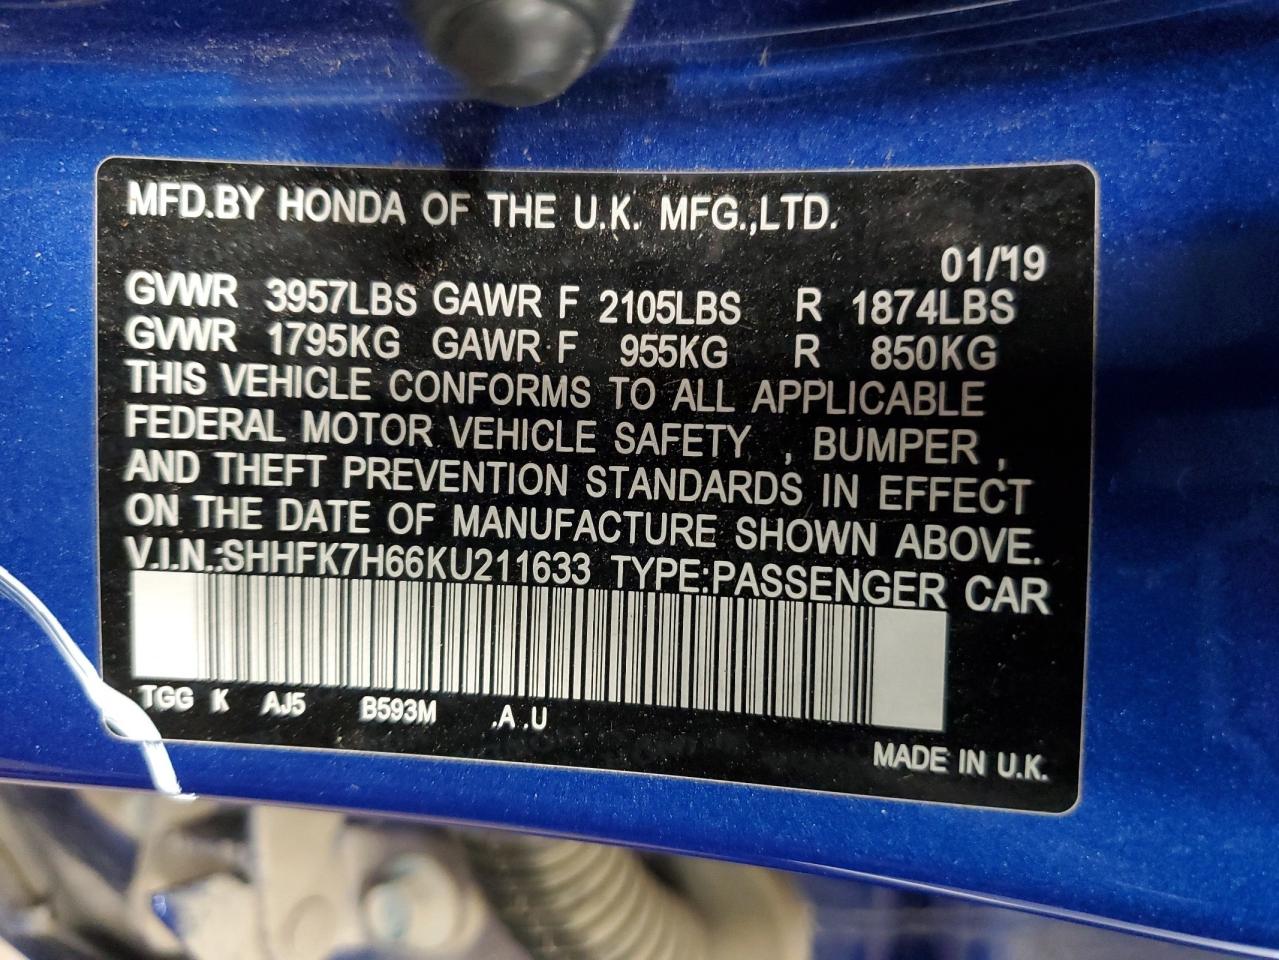 MFD.BY HONDA OF THE U.K. MFG.,LTD.
01/'19
GVWR 3957LBS GAWR F 2105LBS R 1874LBS
GVWR 1795KG GAWR F 955KG R 850KG
THIS VEHICLE CONFORMS TO ALL APPLICABLE
FEDERAL MOTOR VEHICLE SAFETY , BUMPER ,
AND THEFT PREVENTION STANDARDS IN EFFECT
ON THE DATE OF MANUFACTURE SHOWN ABOVE.
V.I.N.:SHHFK7H66KU211633 TYPE:PASSENGER CAR
TGG K AJ5 B593M .A .U
MADE IN U.K.